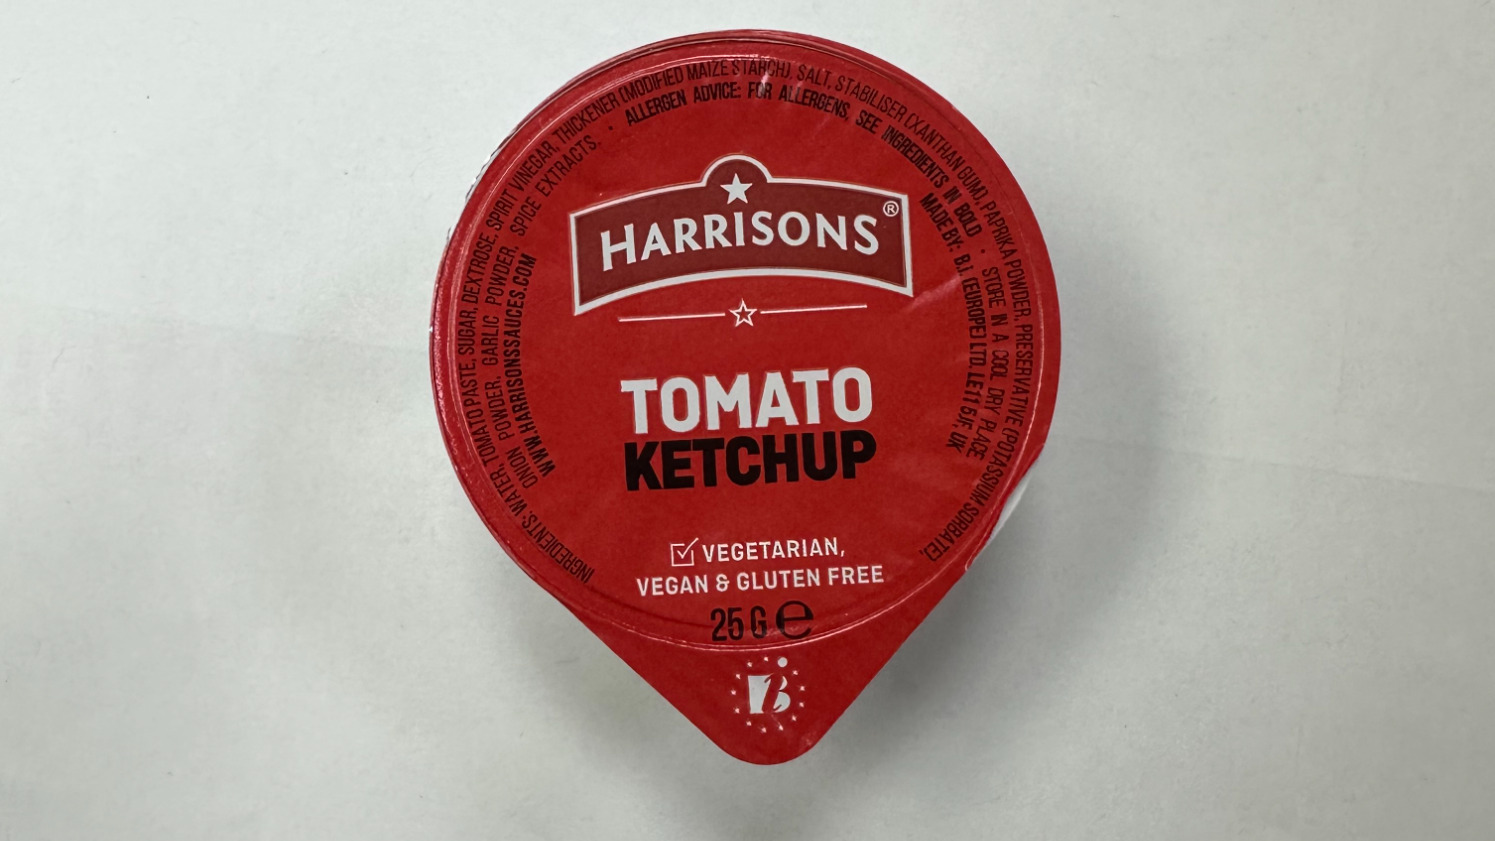 INGREDIENTS: WATER, TOMATO PASTE, SUGAR, DEXTROSE, SPIRIT VINEGAR, THICKENER (MODIFIED MAIZE STARCH), SALT, STABILISER (XANTHAN GUM), PAPRIKA POWDER, PRESERVATIVE (POTASSIUM SORBATE),
ONION POWDER, GARLIC POWDER, SPICE EXTRACTS. • ALLERGEN ADVICE: FOR ALLERGENS, SEE INGREDIENTS IN BOLD • STORE IN A COOL DRY PLACE
WWW.HARRISONSSAUCES.COM
MADE BY: B.I. (EUROPE) LTD, LE11 5JF, UK
HARRISONS®
TOMATO
KETCHUP
VEGETARIAN,
VEGAN & GLUTEN FREE
25 G e